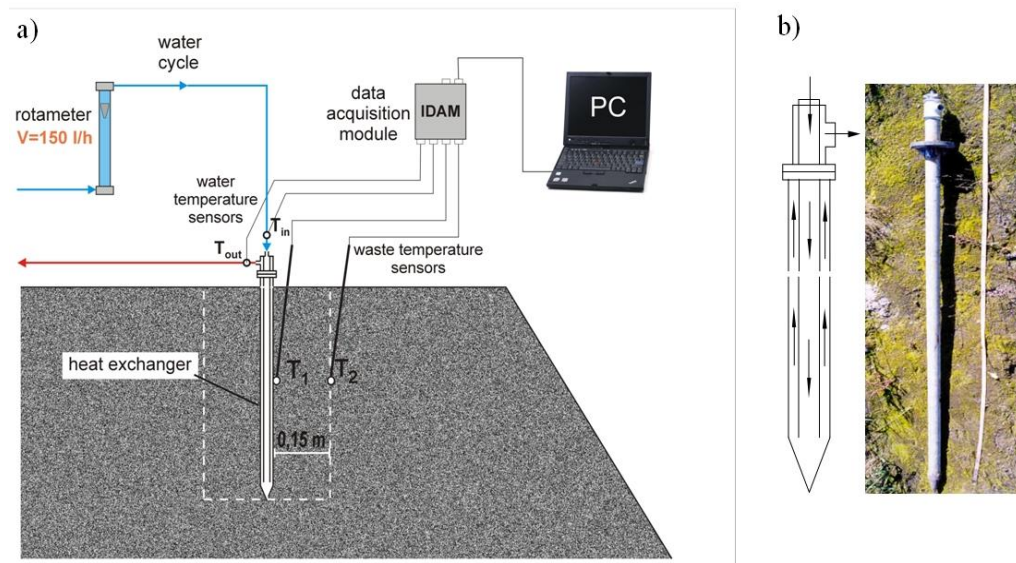 a)
b)
water
cycle
rotameter
V=150 l/h
data
acquisition
module
IDAM
PC
water
temperature
sensors
T_in
T_out
waste temperature
sensors
heat exchanger
T_1
T_2
0,15 m